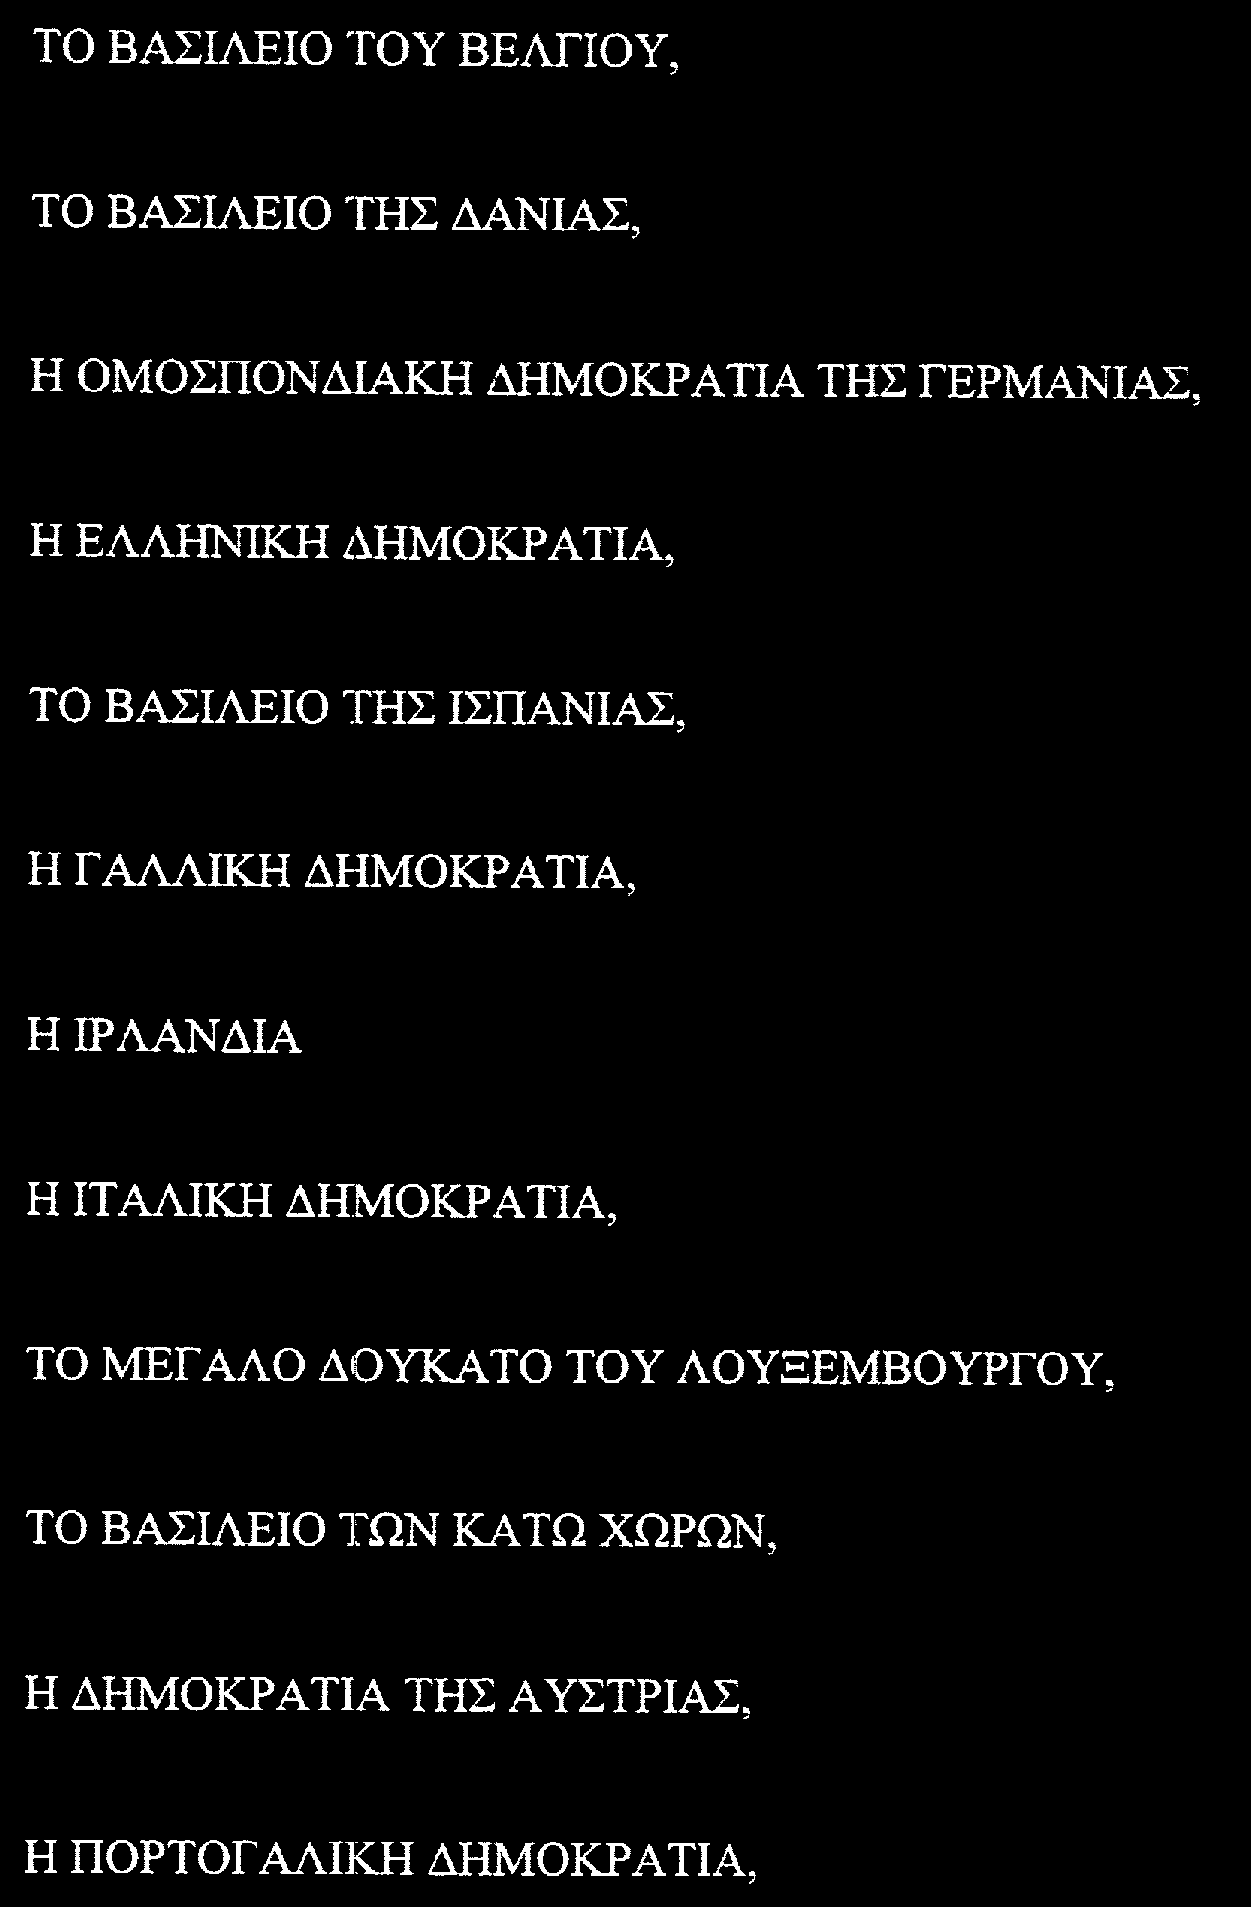 ΤΟ ΒΑΣΙΛΕΙΟ ΤΟΥ ΒΕΛΓΙΟΥ,
ΤΟ ΒΑΣΙΛΕΙΟ ΤΗΣ ΔΑΝΙΑΣ,
Η ΟΜΟΣΠΟΝΔΙΑΚΗ ΔΗΜΟΚΡΑΤΙΑ ΤΗΣ ΓΕΡΜΑΝΙΑΣ,
Η ΕΛΛΗΝΙΚΗ ΔΗΜΟΚΡΑΤΙΑ,
ΤΟ ΒΑΣΙΛΕΙΟ ΤΗΣ ΙΣΠΑΝΙΑΣ,
Η ΓΑΛΛΙΚΗ ΔΗΜΟΚΡΑΤΙΑ,
Η ΙΡΛΑΝΔΙΑ
Η ΙΤΑΛΙΚΗ ΔΗΜΟΚΡΑΤΙΑ,
ΤΟ ΜΕΓΑΛΟ ΔΟΥΚΑΤΟ ΤΟΥ ΛΟΥΞΕΜΒΟΥΡΓΟΥ,
ΤΟ ΒΑΣΙΛΕΙΟ ΤΩΝ ΚΑΤΩ ΧΩΡΩΝ,
Η ΔΗΜΟΚΡΑΤΙΑ ΤΗΣ ΑΥΣΤΡΙΑΣ,
Η ΠΟΡΤΟΓΑΛΙΚΗ ΔΗΜΟΚΡΑΤΙΑ,